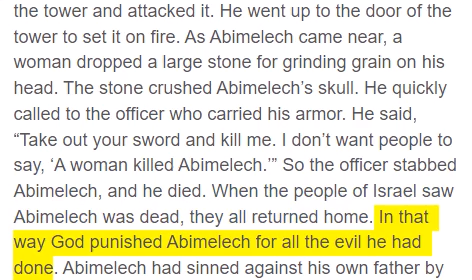 the tower and attacked it. He went up to the door of the
tower to set it on fire. As Abimelech came near, a
woman dropped a large stone for grinding grain on his
head. The stone crushed Abimelech’s skull. He quickly
called to the officer who carried his armor. He said,
“Take out your sword and kill me. I don’t want people to
say, ‘A woman killed Abimelech.’” So the officer stabbed
Abimelech, and he died. When the people of Israel saw
Abimelech was dead, they all returned home. In that
way God punished Abimelech for all the evil he had
done. Abimelech had sinned against his own father by